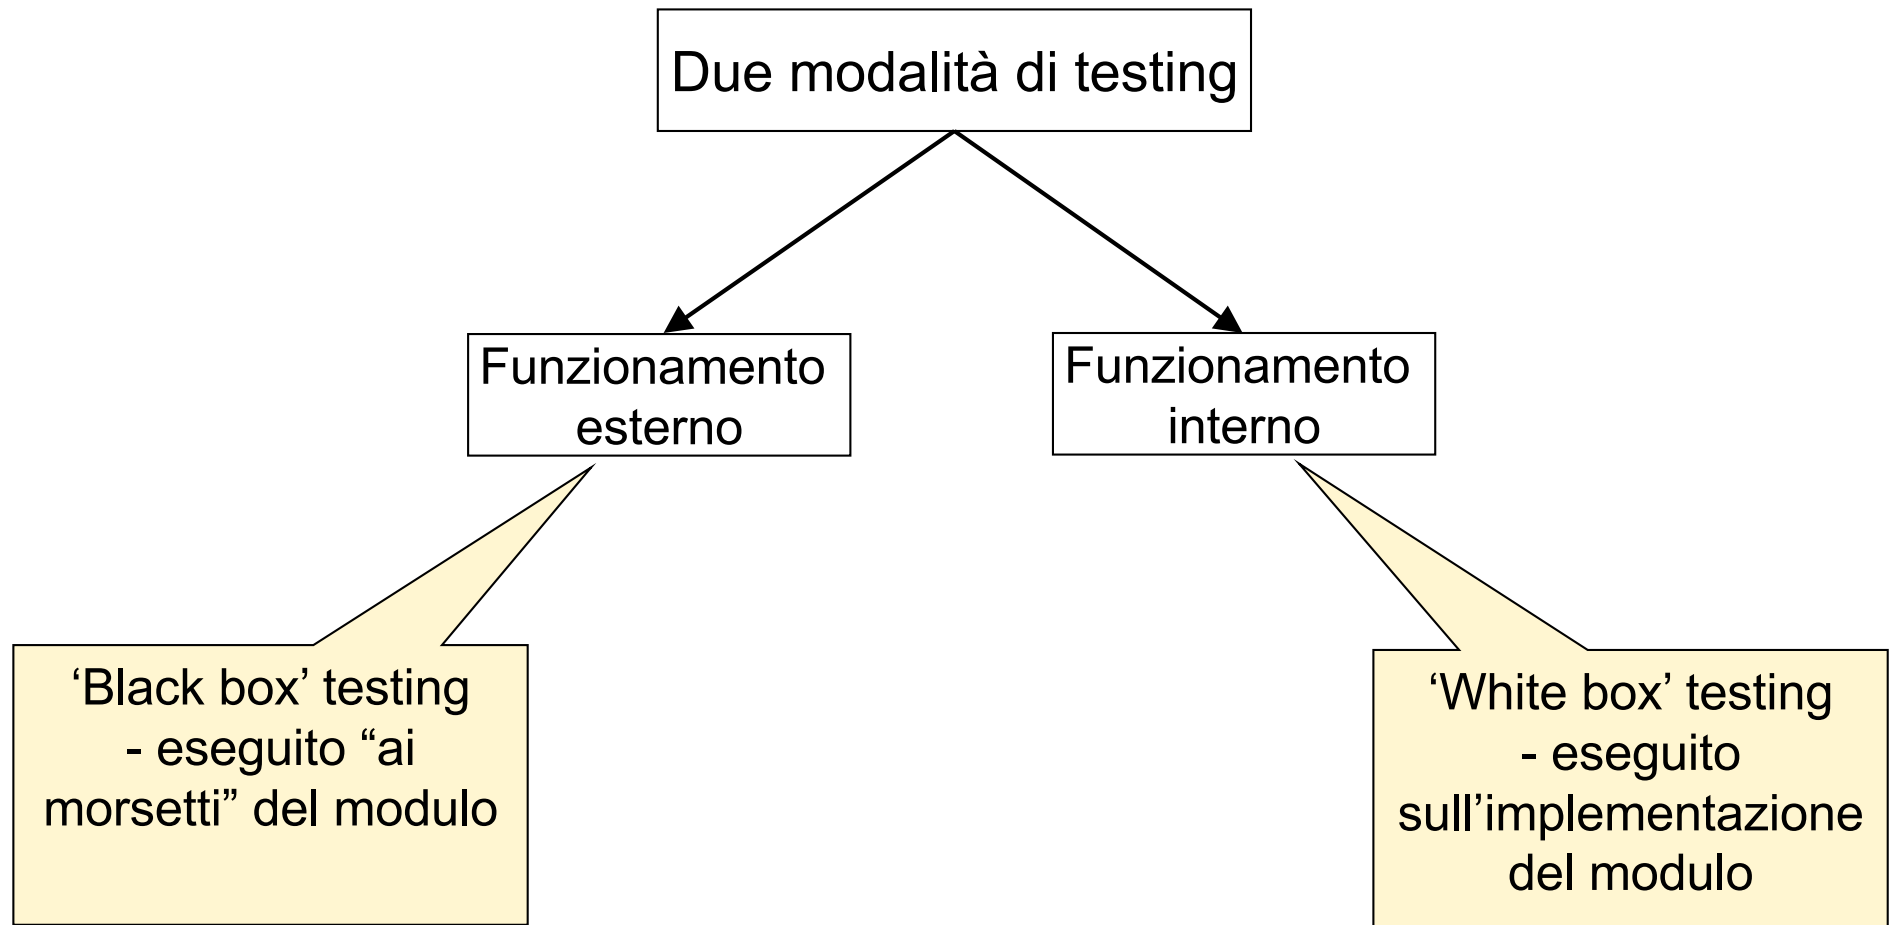 Due modalità di testing
Funzionamento
esterno
Funzionamento
interno
‘Black box’ testing
- eseguito “ai
morsetti” del modulo
‘White box’ testing
- eseguito
sull’implementazione
del modulo